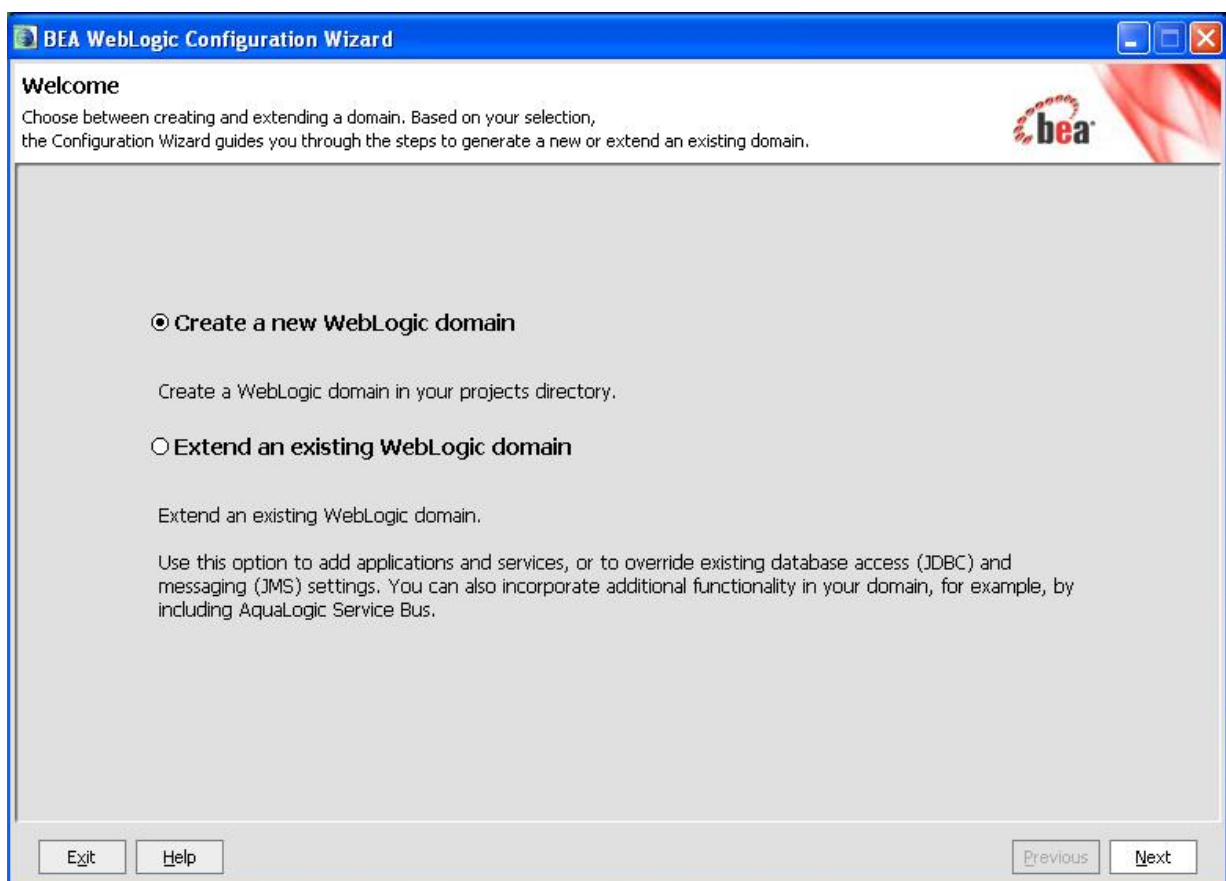 BEA WebLogic Configuration Wizard
Welcome
Choose between creating and extending a domain. Based on your selection,
the Configuration Wizard guides you through the steps to generate a new or extend an existing domain.
bea
Create a new WebLogic domain
Create a WebLogic domain in your projects directory.
Extend an existing WebLogic domain
Extend an existing WebLogic domain.
Use this option to add applications and services, or to override existing database access (JDBC) and
messaging (JMS) settings. You can also incorporate additional functionality in your domain, for example, by
including AquaLogic Service Bus.
Exit Help Previous Next